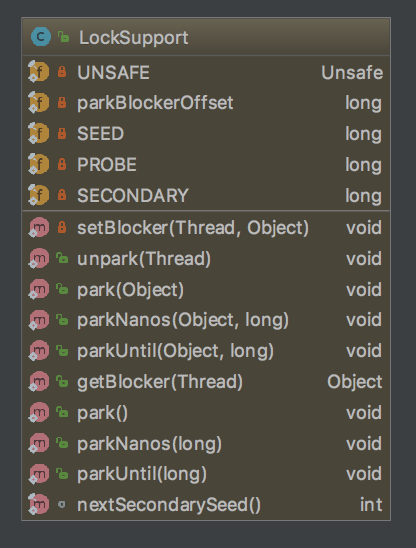 LockSupport
UNSAFE Unsafe
parkBlockerOffset long
SEED long
PROBE long
SECONDARY long
setBlocker(Thread, Object) void
unpark(Thread) void
park(Object) void
parkNanos(Object, long) void
parkUntil(Object, long) void
getBlocker(Thread) Object
park() void
parkNanos(long) void
parkUntil(long) void
nextSecondarySeed() int